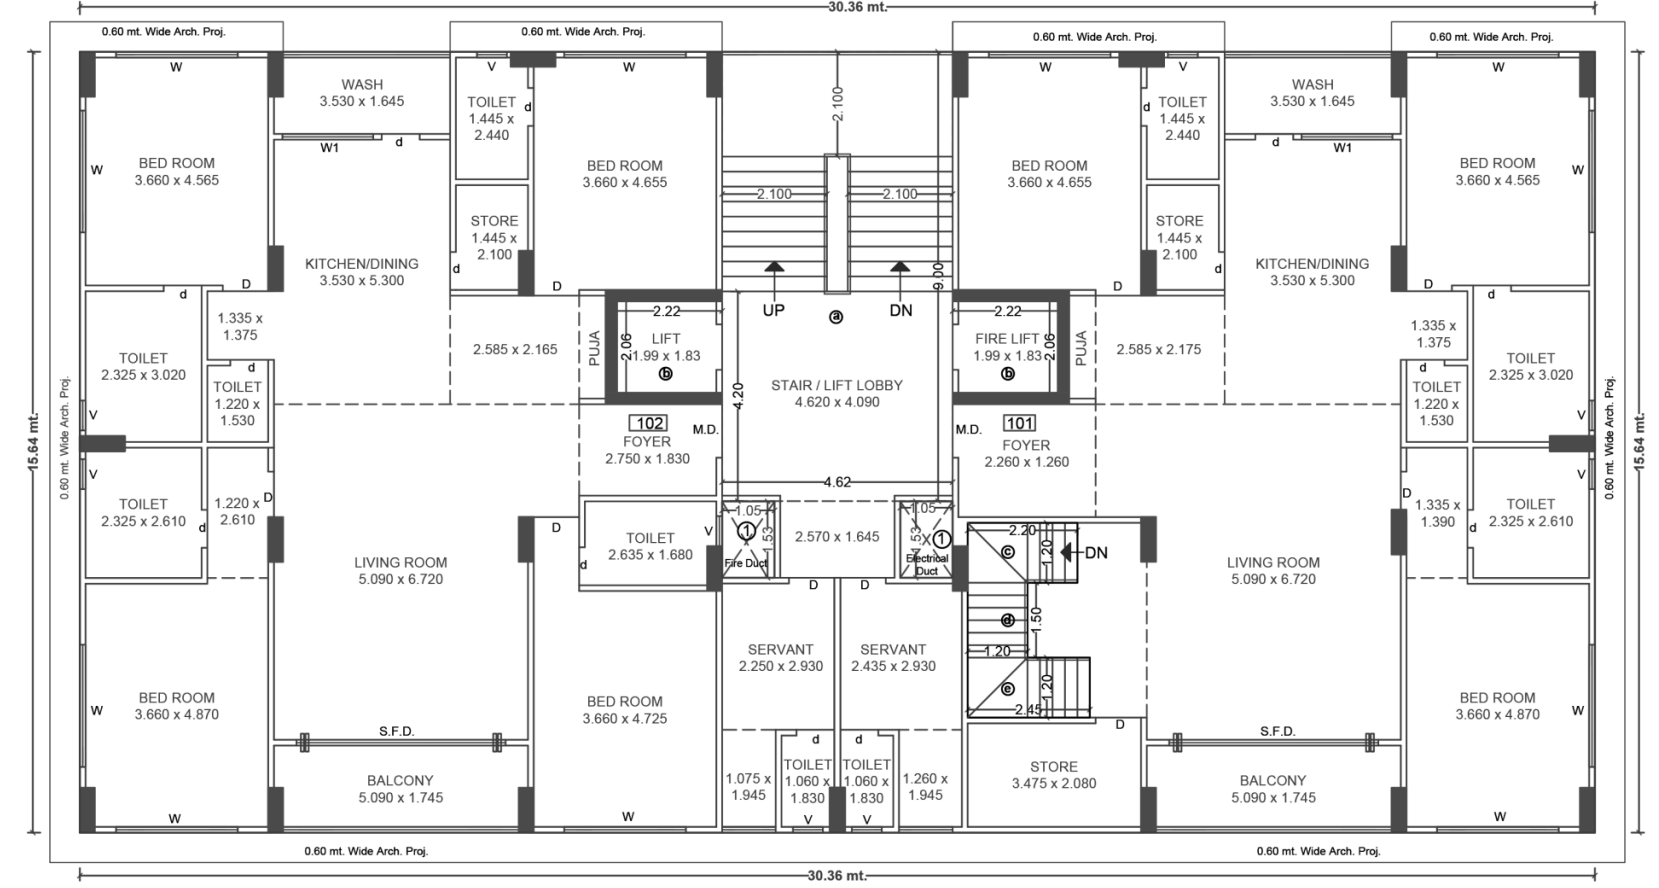 30.36 mt.
0.60 mt. Wide Arch. Proj.
0.60 mt. Wide Arch. Proj.
0.60 mt. Wide Arch. Proj.
0.60 mt. Wide Arch. Proj.
W
V
W
W
V
W
WASH
3.530 x 1.645
TOILET
1.445 x
2.440
d
2.100
d
TOILET
1.445 x
2.440
WASH
3.530 x 1.645
W1
d
d
W1
W
BED ROOM
3.660 x 4.565
BED ROOM
3.660 x 4.655
BED ROOM
3.660 x 4.655
BED ROOM
3.660 x 4.565
W
2.100
2.100
STORE
1.445 x
2.100
d
STORE
1.445 x
2.100
d
KITCHEN/DINING
3.530 x 5.300
KITCHEN/DINING
3.530 x 5.300
9.00
d
D
D
UP
DN
a
D
D
d
1.335 x
1.375
2.22
2.22
1.335 x
1.375
TOILET
2.325 x 3.020
2.585 x 2.165
PUJA
2.06
LIFT
1.99 x 1.83
b
FIRE LIFT
1.99 x 1.83
b
2.06
PUJA
2.585 x 2.175
TOILET
2.325 x 3.020
d
TOILET
1.220 x
1.530
STAIR / LIFT LOBBY
4.620 x 4.090
4.20
d
TOILET
1.220 x
1.530
V
V
15.64 mt.
0.60 mt. Wide Arch. Proj.
0.60 mt. Wide Arch. Proj.
15.64 mt.
102
FOYER
2.750 x 1.830
M.D.
M.D.
101
FOYER
2.260 x 1.260
V
V
4.62
TOILET
2.325 x 2.610
d
1.220 x
2.610
D
D
1.335 x
1.390
d
TOILET
2.325 x 2.610
D
TOILET
2.635 x 1.680
V
d
1.05
1
1.53
Fire Duct
2.570 x 1.645
1.05
1.53
1
Electrical
Duct
2.20
c
1.20
DN
LIVING ROOM
5.090 x 6.720
LIVING ROOM
5.090 x 6.720
D
D
d
1.50
1.20
SERVANT
2.250 x 2.930
SERVANT
2.435 x 2.930
e
1.20
2.45
BED ROOM
3.660 x 4.870
W
BED ROOM
3.660 x 4.725
BED ROOM
3.660 x 4.870
W
S.F.D.
S.F.D.
D
d
d
BALCONY
5.090 x 1.745
1.075 x
1.945
TOILET
1.060 x
1.830
TOILET
1.060 x
1.830
1.260 x
1.945
STORE
3.475 x 2.080
BALCONY
5.090 x 1.745
W
W
V
V
W
0.60 mt. Wide Arch. Proj.
0.60 mt. Wide Arch. Proj.
30.36 mt.